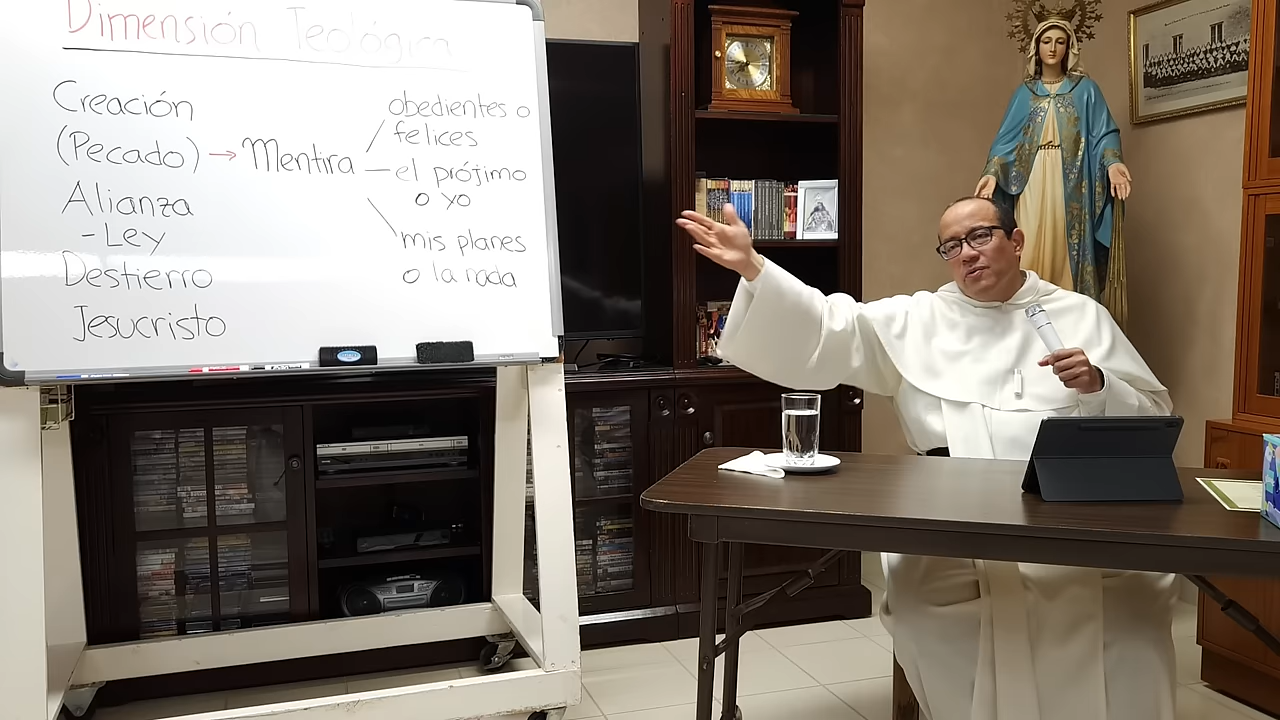 Dimensión Teológica
Creación
(Pecado) → Mentira
Alianza
- Ley
Destierro
Jesucristo
obedientes o
felices
el prójimo
o yo
mis planes
o la nada